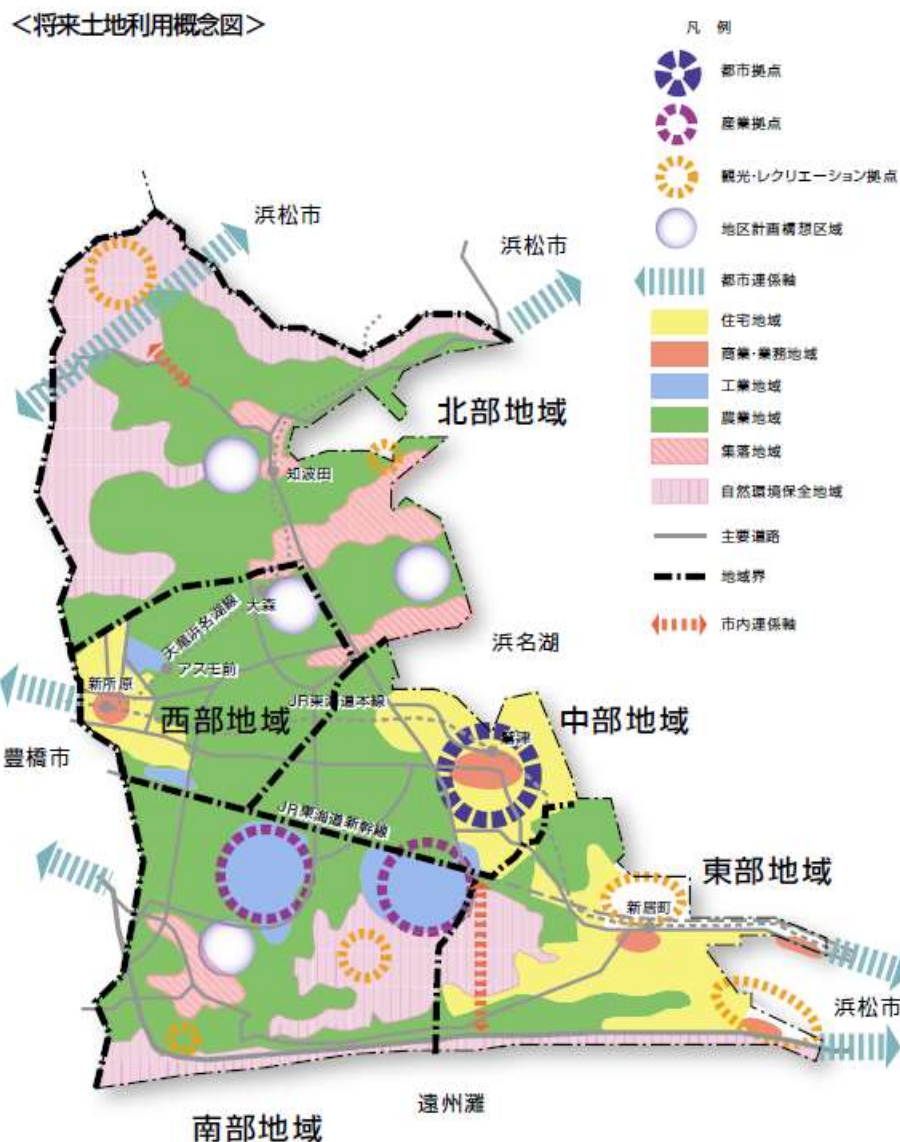 ＜将来土地利用概念図＞
凡 例
都市拠点
産業拠点
観光・レクリエーション拠点
地区計画構想区域
都市連係軸
住宅地域
商業・業務地域
工業地域
農業地域
集落地域
自然環境保全地域
主要道路
地域界
市内連係軸
浜松市
浜松市
北部地域
知波田
大森
天竜浜名湖線
アスモ前
浜名湖
新所原
西部地域
JR東海道本線
中部地域
鷲津
豊橋市
JR東海道新幹線
東部地域
新居町
浜松市
遠州灘
南部地域